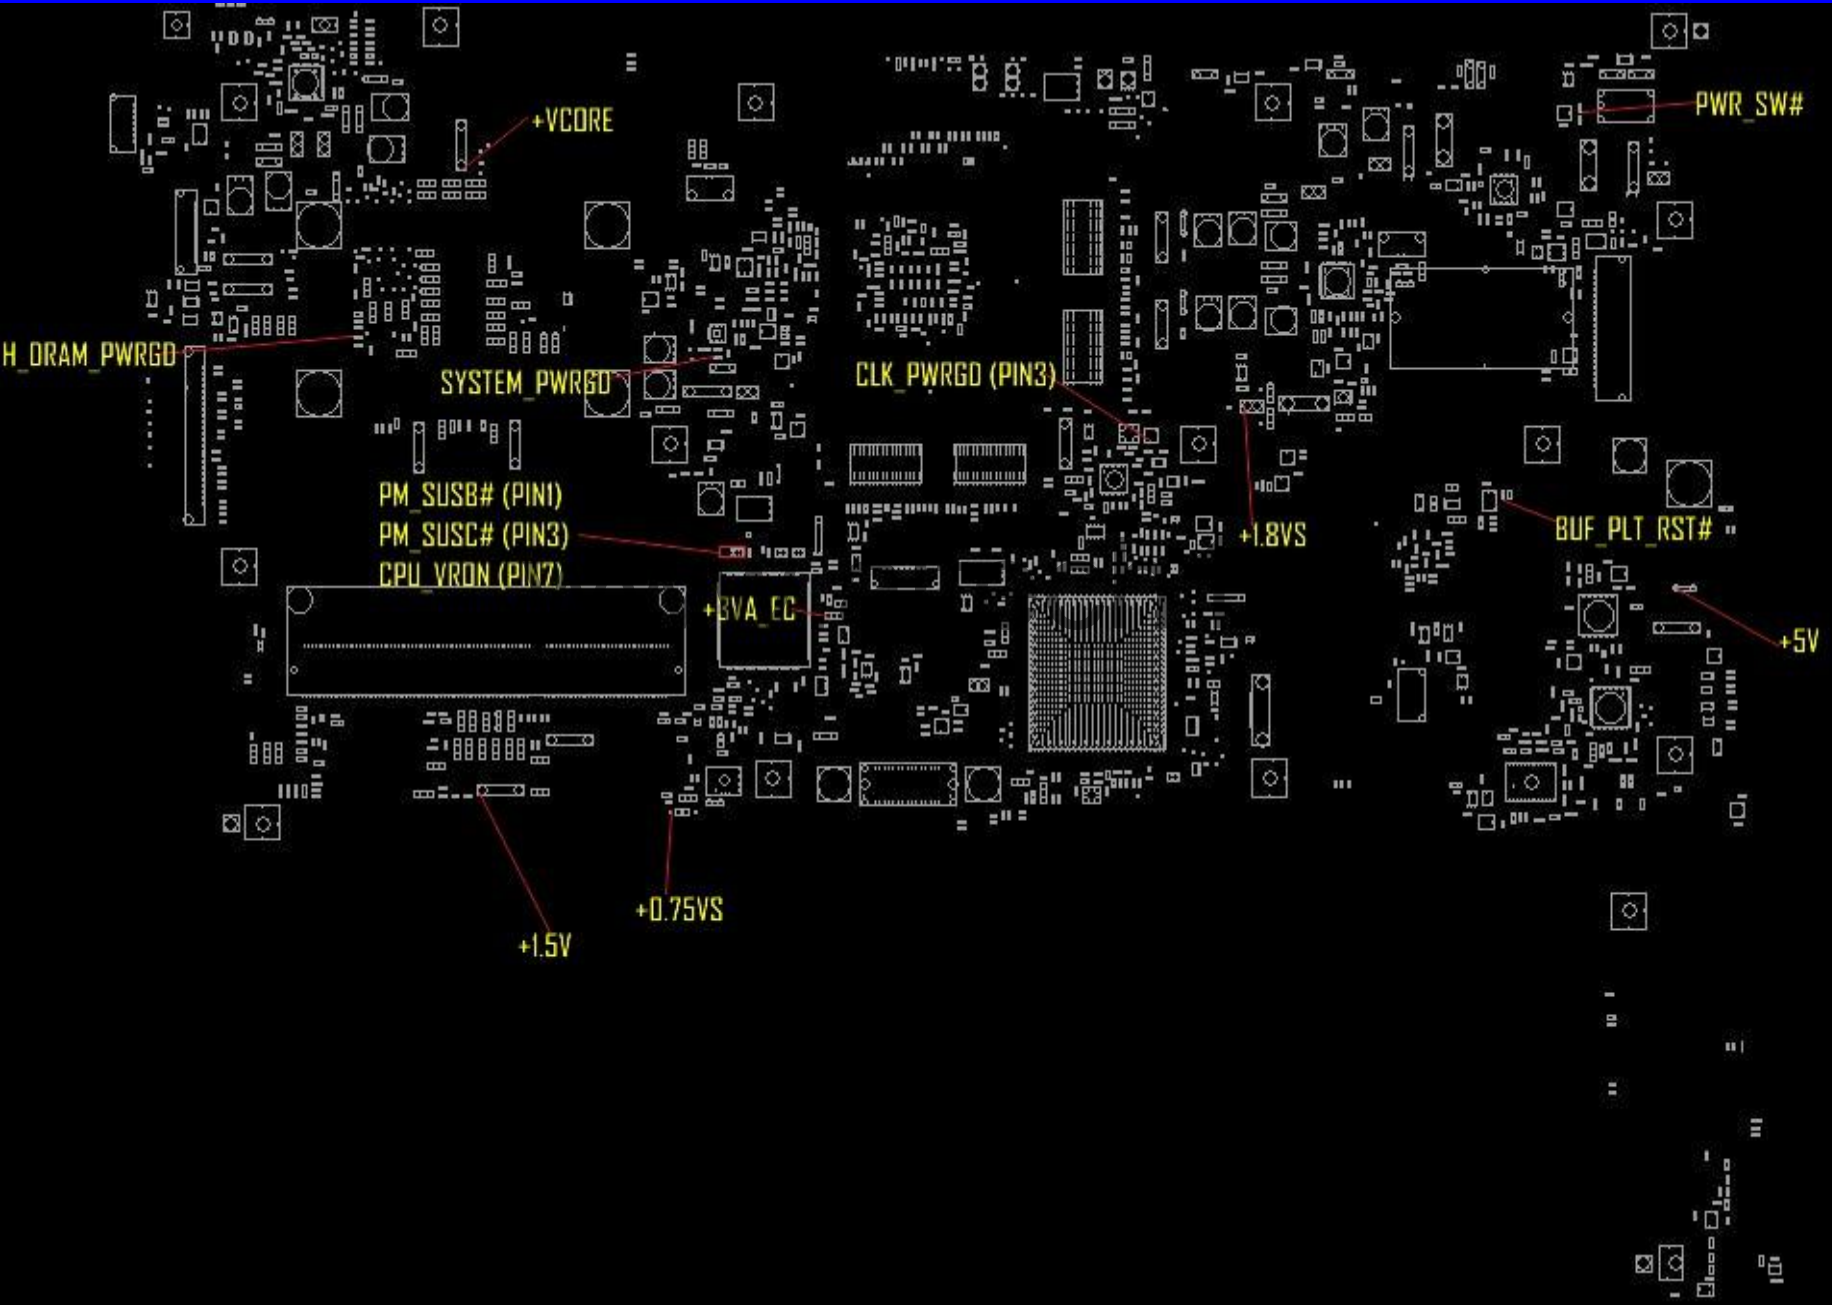 PWR_SW#
+VCORE
H_DRAM_PWRGD
SYSTEM_PWRGD
CLK_PWRGD (PIN3)
PM_SUSB# (PIN1)
PM_SUSC# (PIN3)
CPU_VRON (PIN7)
+1.8VS
BUF_PLT_RST#
+3VA_EC
+5V
+0.75VS
+1.5V